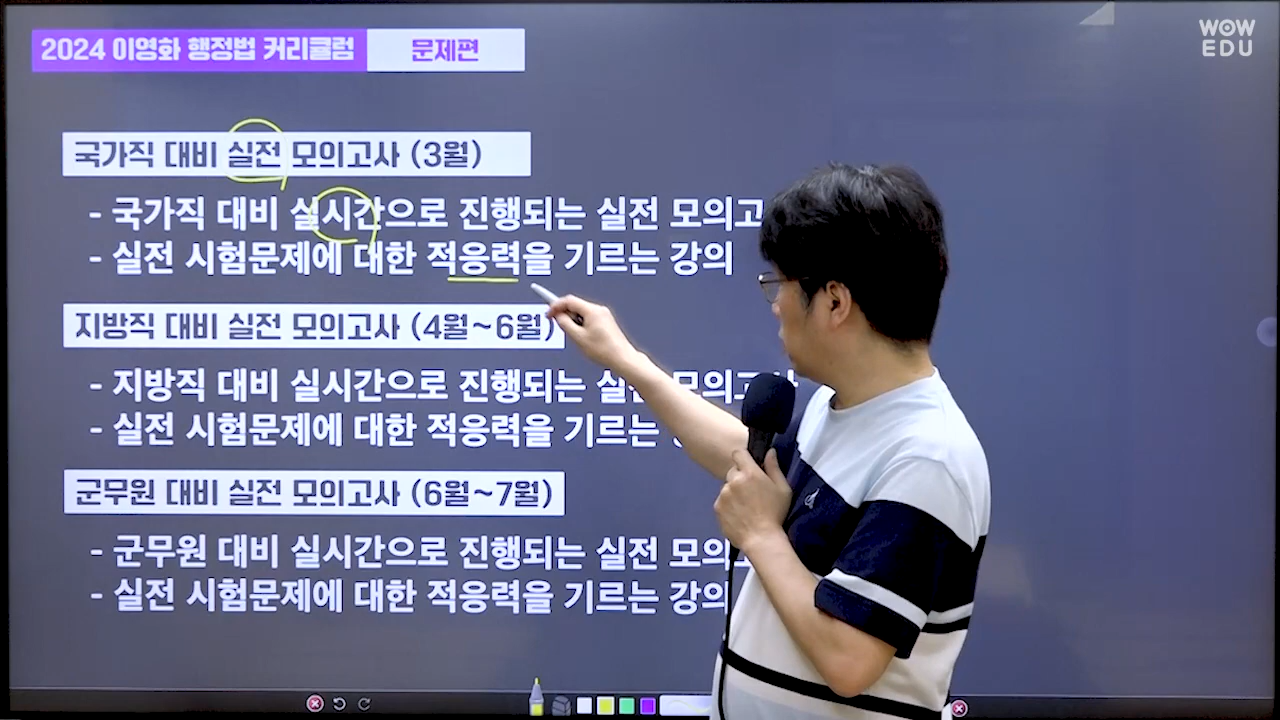 2024 이영화 행정법 커리큘럼 문제편
WOW
EDU
국가직 대비 실전 모의고사 (3월)
- 국가직 대비 실시간으로 진행되는 실전 모의고
- 실전 시험문제에 대한 적응력을 기르는 강의
지방직 대비 실전 모의고사 (4월~6월)
- 지방직 대비 실시간으로 진행되는 실전 모의고사
- 실전 시험문제에 대한 적응력을 기르는
군무원 대비 실전 모의고사 (6월~7월)
- 군무원 대비 실시간으로 진행되는 실전 모의
- 실전 시험문제에 대한 적응력을 기르는 강의